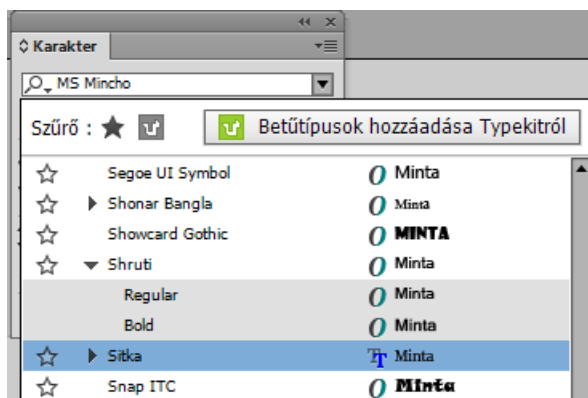 Karakter
MS Mincho
Szűrő : Betűtípusok hozzáadása Typekitről
Segoe UI Symbol Minta
Shonar Bangla Minta
Showcard Gothic MINTA
Shruti Minta
Regular Minta
Bold Minta
Sitka Minta
Snap ITC Minta